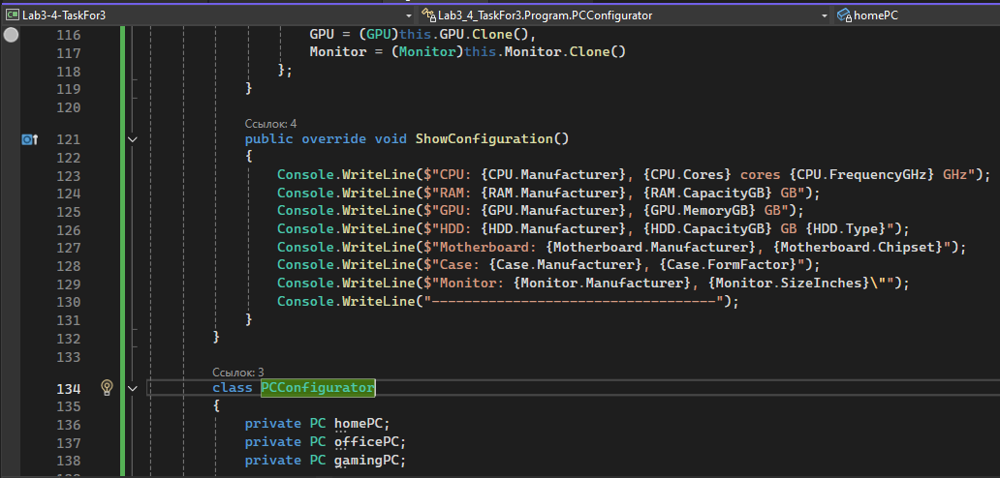 Lab3-4-TaskFor3 Lab3_4_TaskFor3.Program.PCConfigurator homePC
116 GPU = (GPU)this.GPU.Clone(),
117 Monitor = (Monitor)this.Monitor.Clone()
118 };
119 }
120
Ссылок: 4
121 public override void ShowConfiguration()
122 {
123 Console.WriteLine($"CPU: {CPU.Manufacturer}, {CPU.Cores} cores {CPU.FrequencyGHz} GHz");
124 Console.WriteLine($"RAM: {RAM.Manufacturer}, {RAM.CapacityGB} GB");
125 Console.WriteLine($"GPU: {GPU.Manufacturer}, {GPU.MemoryGB} GB");
126 Console.WriteLine($"HDD: {HDD.Manufacturer}, {HDD.CapacityGB} GB {HDD.Type}");
127 Console.WriteLine($"Motherboard: {Motherboard.Manufacturer}, {Motherboard.Chipset}");
128 Console.WriteLine($"Case: {Case.Manufacturer}, {Case.FormFactor}");
129 Console.WriteLine($"Monitor: {Monitor.Manufacturer}, {Monitor.SizeInches}\"");
130 Console.WriteLine("-----------------------------------");
131 }
132 }
133
Ссылок: 3
134 class PCConfigurator
135 {
136 private PC homePC;
137 private PC officePC;
138 private PC gamingPC;